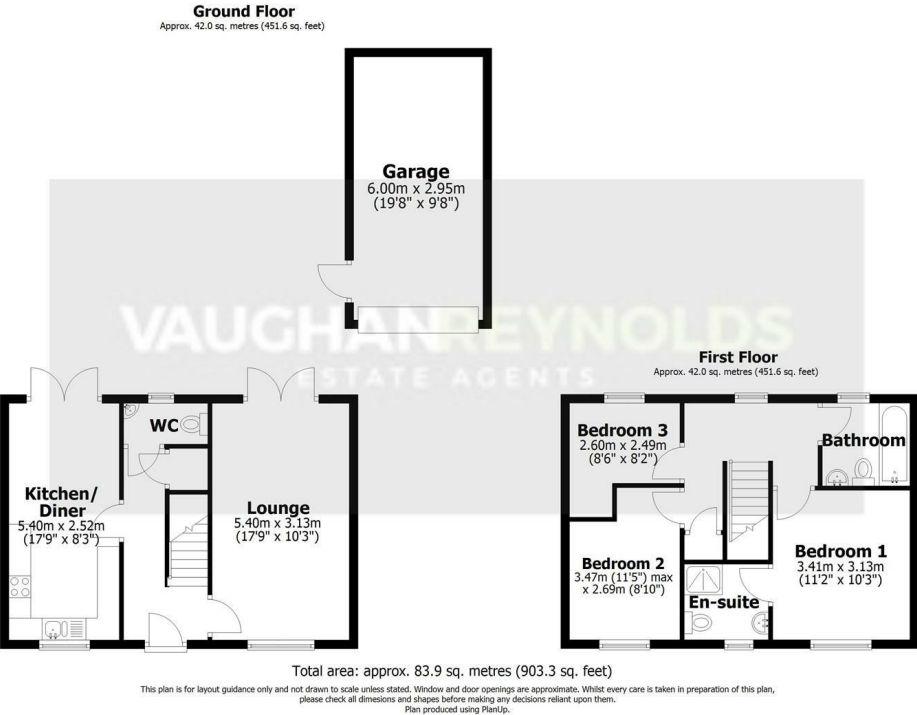 Ground Floor
Approx. 42.0 sq. metres (451.6 sq. feet)
Garage
6.00m x 2.95m
(19'8" x 9'8")
VAUGHANREYNOLDS
ESTATE AGENTS
First Floor
Approx. 42.0 sq. metres (451.6 sq. feet)
WC
Kitchen/
Diner
5.40m x 2.52m
(17'9" x 8'3")
Lounge
5.40m x 3.13m
(17'9" x 10'3")
Bedroom 3
2.60m x 2.49m
(8'6" x 8'2")
Bathroom
Bedroom 2
3.47m (11'5") max
x 2.69m (8'10")
En-suite
Bedroom 1
3.41m x 3.13m
(11'2" x 10'3")
Total area: approx. 83.9 sq. metres (903.3 sq. feet)
This plan is for layout guidance only and not drawn to scale unless stated. Window and door openings are approximate. Whilst every care is taken in preparation of this plan,
please check all dimesions and shapes before making any decisions reliant upon them.
Plan produced using PlanUp.